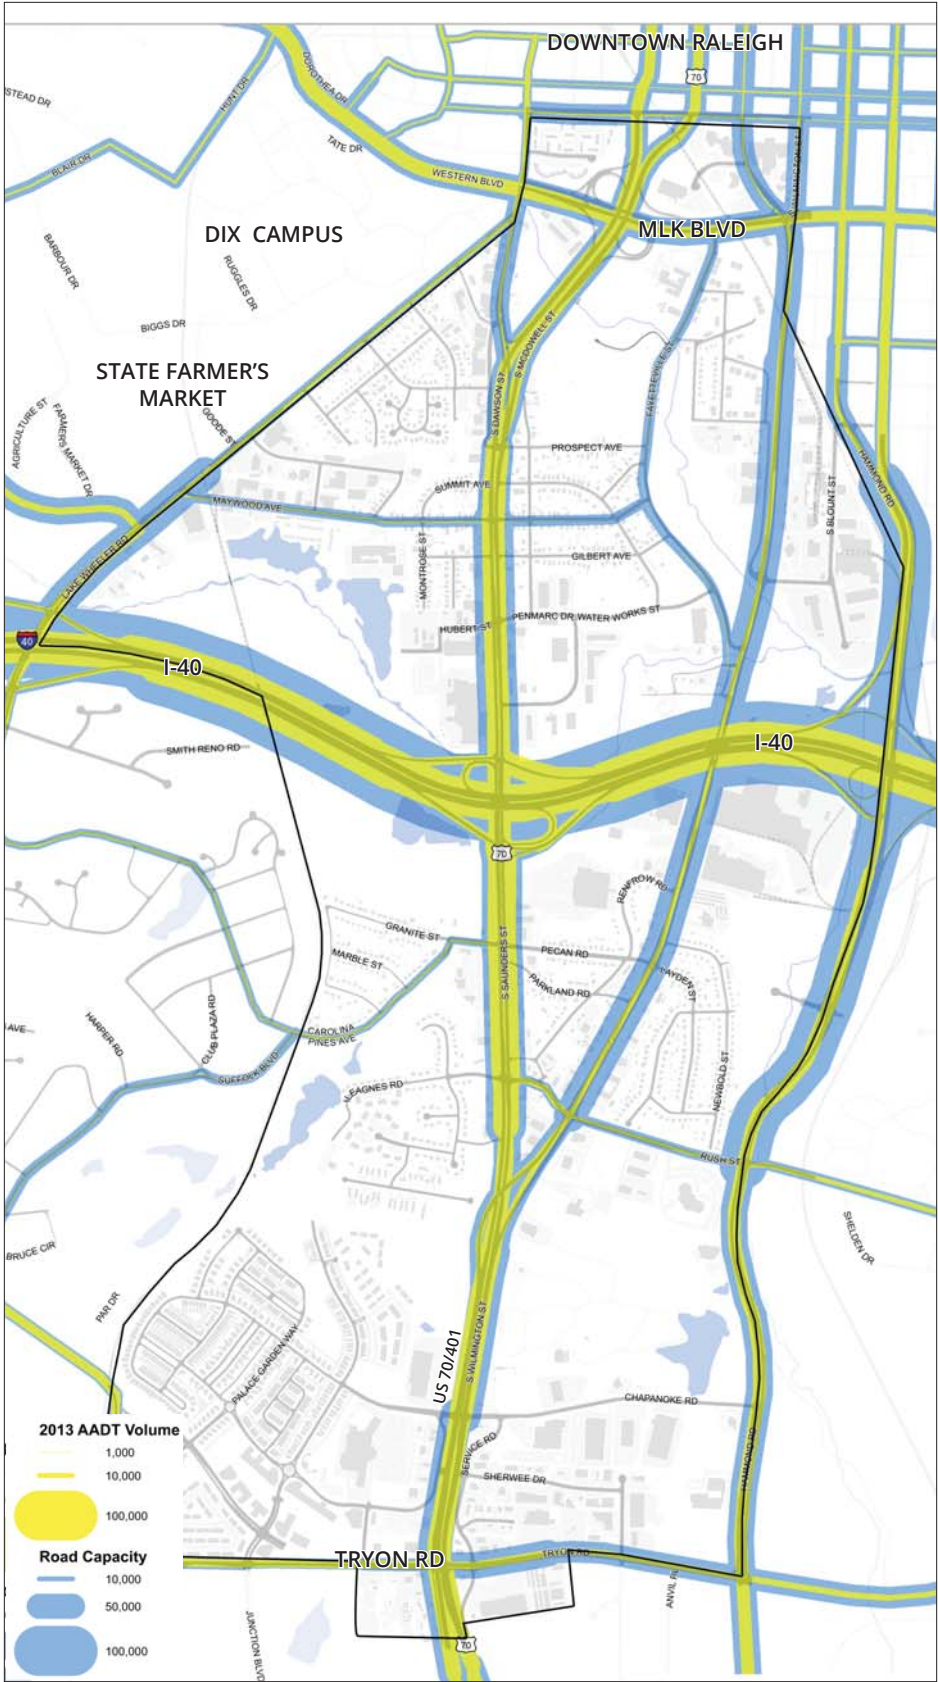 DOWNTOWN RALEIGH
70
DOROTHEA DR
HUNT DR
STEAD DR
TATE DR
BLAIR DR
WESTERN BLVD
MLK BLVD
DIX CAMPUS
BARBOUR DR
RUGGLES DR
BIGGS DR
S MCDOWELL ST
FAYETTEVILLE ST
STATE FARMER'S
MARKET
S DAWSON ST
AGRICULTURE ST
FARMERS MARKET DR
GOODE ST
PROSPECT AVE
HAMMOND RD
SUMMIT AVE
S BLOUNT ST
MAYWOOD AVE
MONTROSE ST
GILBERT AVE
LAKE WHEELER RD
PENMARC DR
WATER WORKS ST
HUBERT ST
40
I-40
I-40
SMITH RENO RD
70
RENFROW RD
GRANITE ST
PECAN RD
MARBLE ST
S SAUNDERS ST
PARKLAND RD
LAYDEN ST
AVE
HARPER RD
CLUB PLAZA RD
CAROLINA
PINES AVE
SUFFOLK BLVD
ILEAGNES RD
NEWBOLD ST
RUSH ST
SHELDEN DR
BRUCE CIR
PAR DR
PALACE GARDEN WAY
US 70/401
S WILMINGTON ST
CHAPANOKE RD
SERVICE RD
SHERWEE DR
HAMMOND RD
TRYON RD
TRYON RD
JUNCTION BLVD
70
2013 AADT Volume
1,000
10,000
100,000
Road Capacity
10,000
50,000
100,000